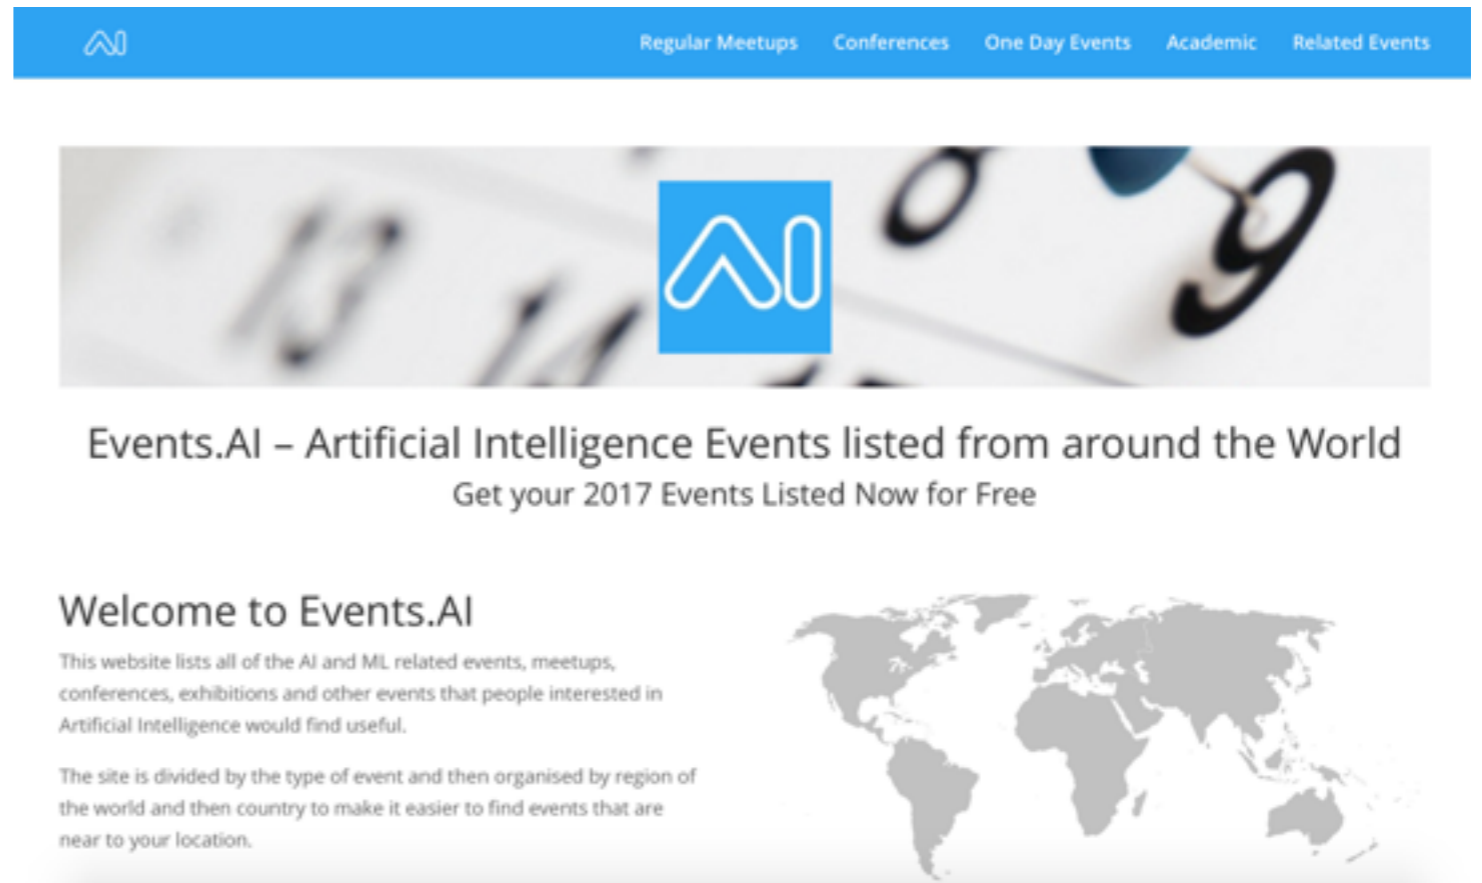 AI
Regular Meetups Conferences One Day Events Academic Related Events
13 14 8 9
AI
Events.AI – Artificial Intelligence Events listed from around the World
Get your 2017 Events Listed Now for Free
Welcome to Events.AI
This website lists all of the AI and ML related events, meetups,
conferences, exhibitions and other events that people interested in
Artificial Intelligence would find useful.
The site is divided by the type of event and then organised by region of
the world and then country to make it easier to find events that are
near to your location.